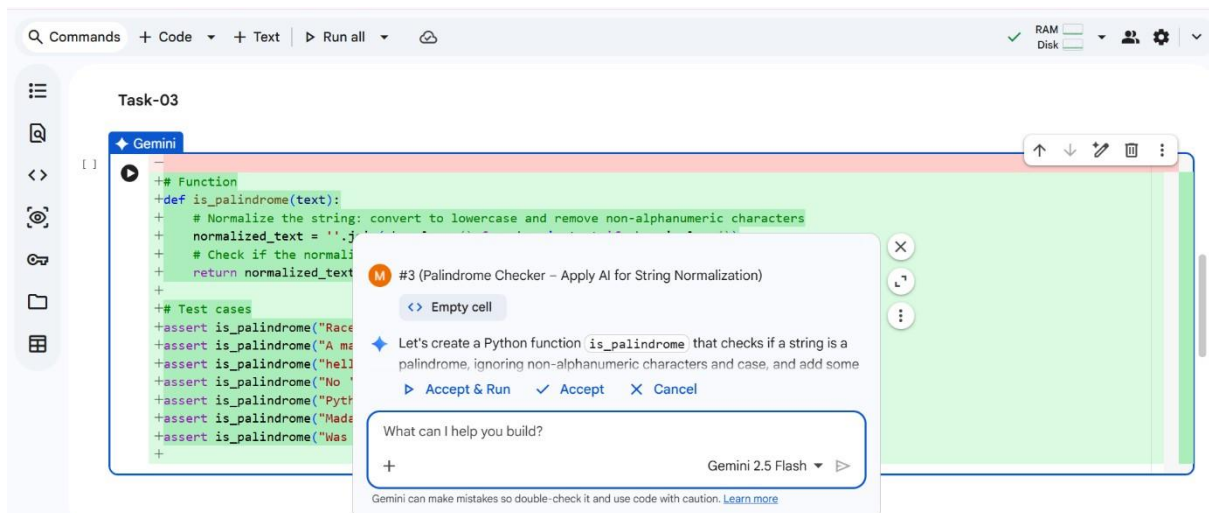 Commands + Code + Text Run all
RAM
Disk
Task-03
Gemini
[ ]
–
+# Function
+def is_palindrome(text):
+ # Normalize the string: convert to lowercase and remove non-alphanumeric characters
+ normalized_text = ''.j
+ # Check if the normali
+ return normalized_text
+
+# Test cases
+assert is_palindrome("Race
+assert is_palindrome("A ma
+assert is_palindrome("hell
+assert is_palindrome("No '
+assert is_palindrome("Pyth
+assert is_palindrome("Mada
+assert is_palindrome("Was
+
M #3 (Palindrome Checker – Apply AI for String Normalization)
<> Empty cell
Let's create a Python function is_palindrome that checks if a string is a
palindrome, ignoring non-alphanumeric characters and case, and add some
Accept & Run Accept Cancel
What can I help you build?
+ Gemini 2.5 Flash
Gemini can make mistakes so double-check it and use code with caution. Learn more